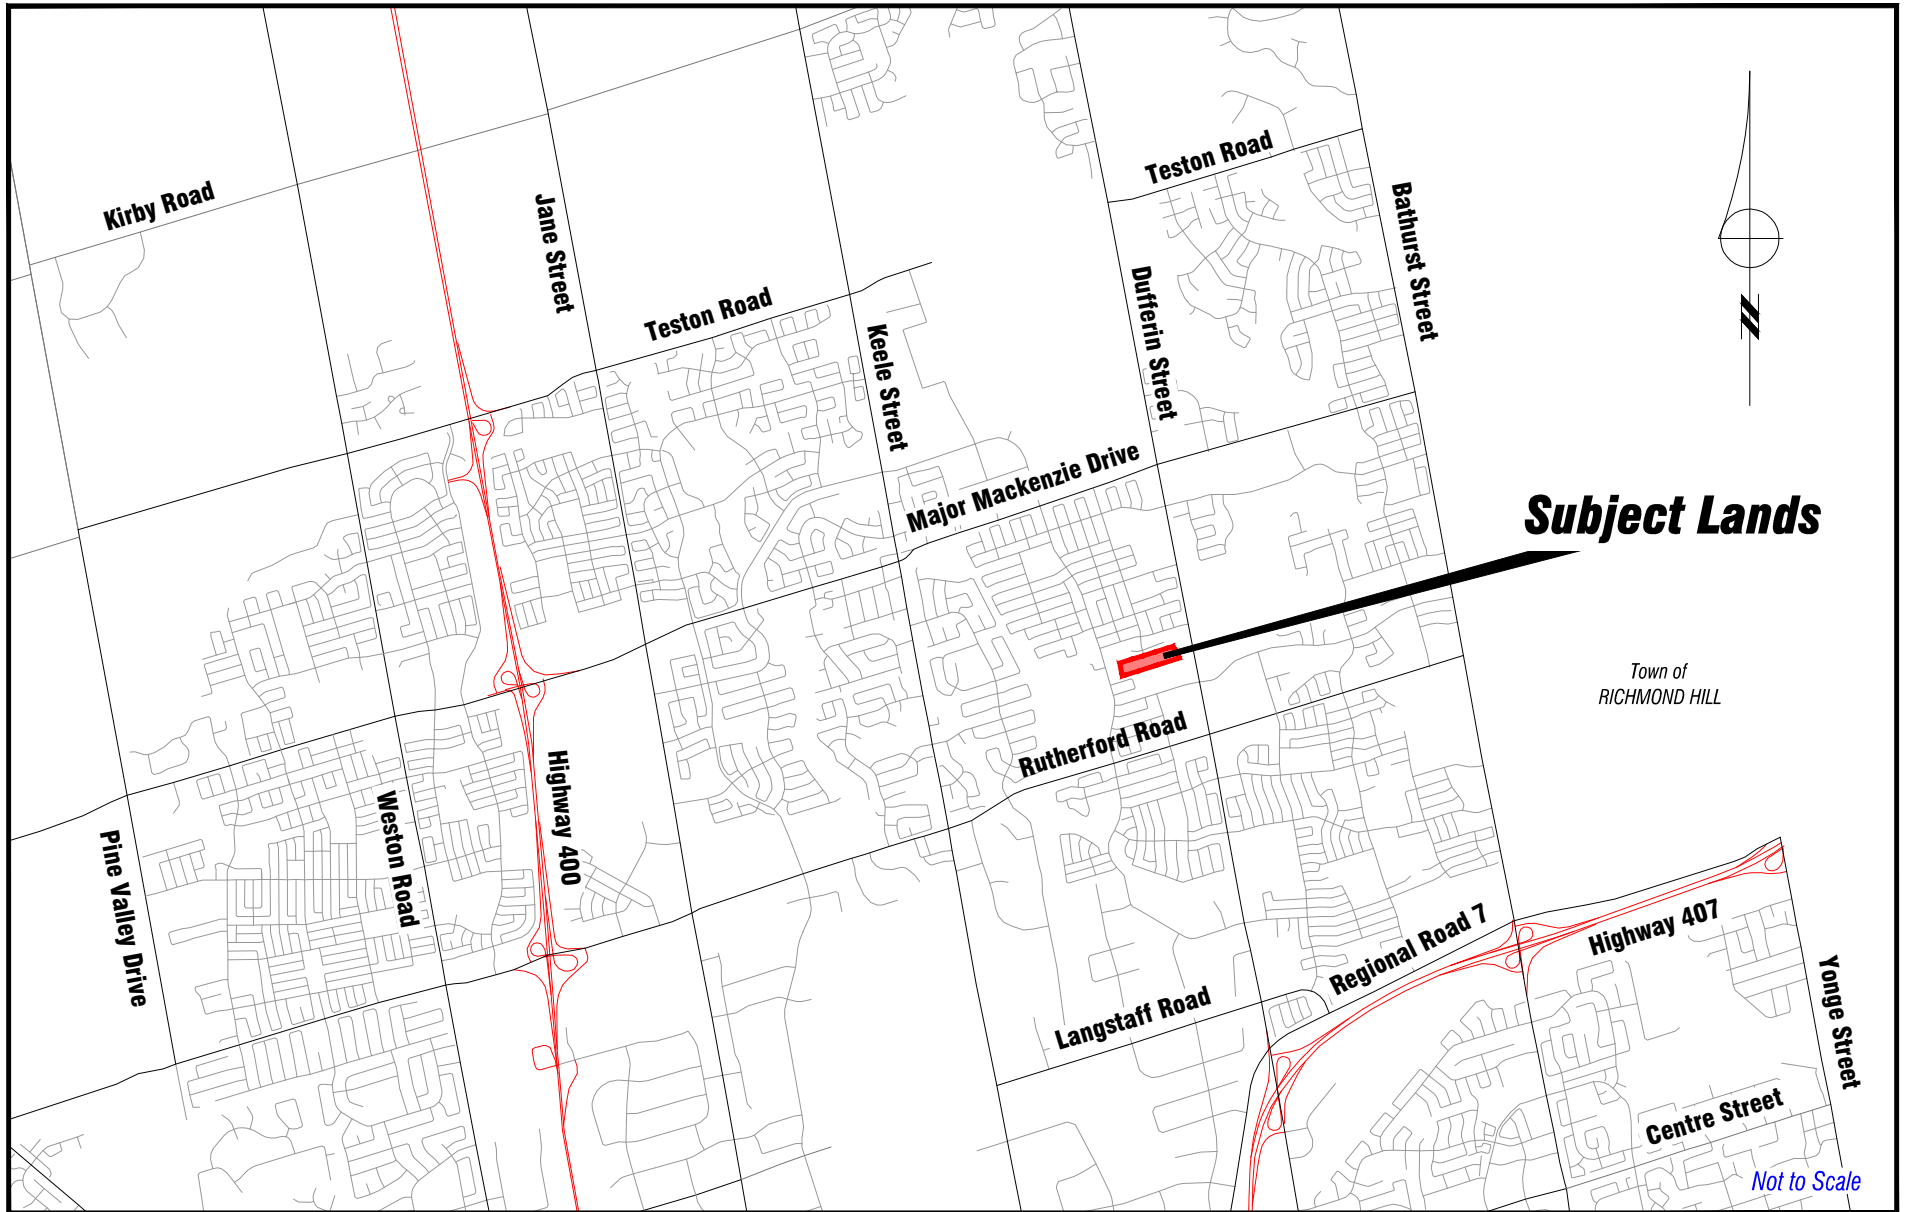 Teston Road
Kirby Road
Jane Street
Bathurst Street
Dufferin Street
Teston Road
Keele Street
Major Mackenzie Drive
Subject Lands
Town of
RICHMOND HILL
Rutherford Road
Highway 400
Weston Road
Pine Valley Drive
Regional Road 7
Highway 407
Yonge Street
Langstaff Road
Centre Street
Not to Scale